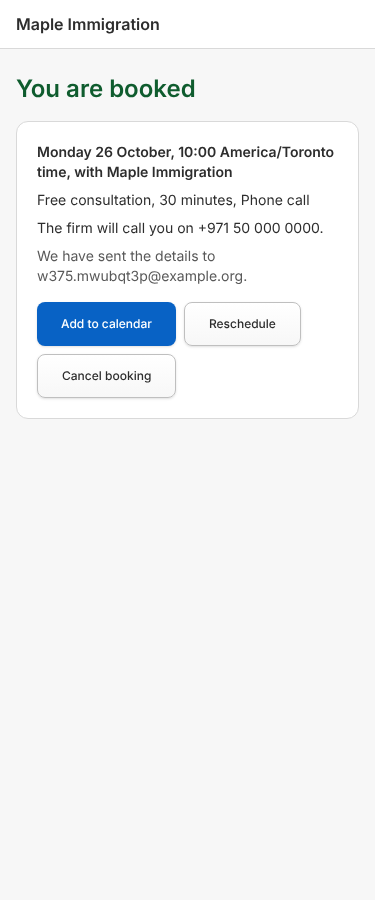 Maple Immigration
You are booked
Monday 26 October, 10:00 America/Toronto
time, with Maple Immigration
Free consultation, 30 minutes, Phone call
The firm will call you on +971 50 000 0000.
We have sent the details to
w375.mwubqt3p@example.org.
Add to calendar
Reschedule
Cancel booking